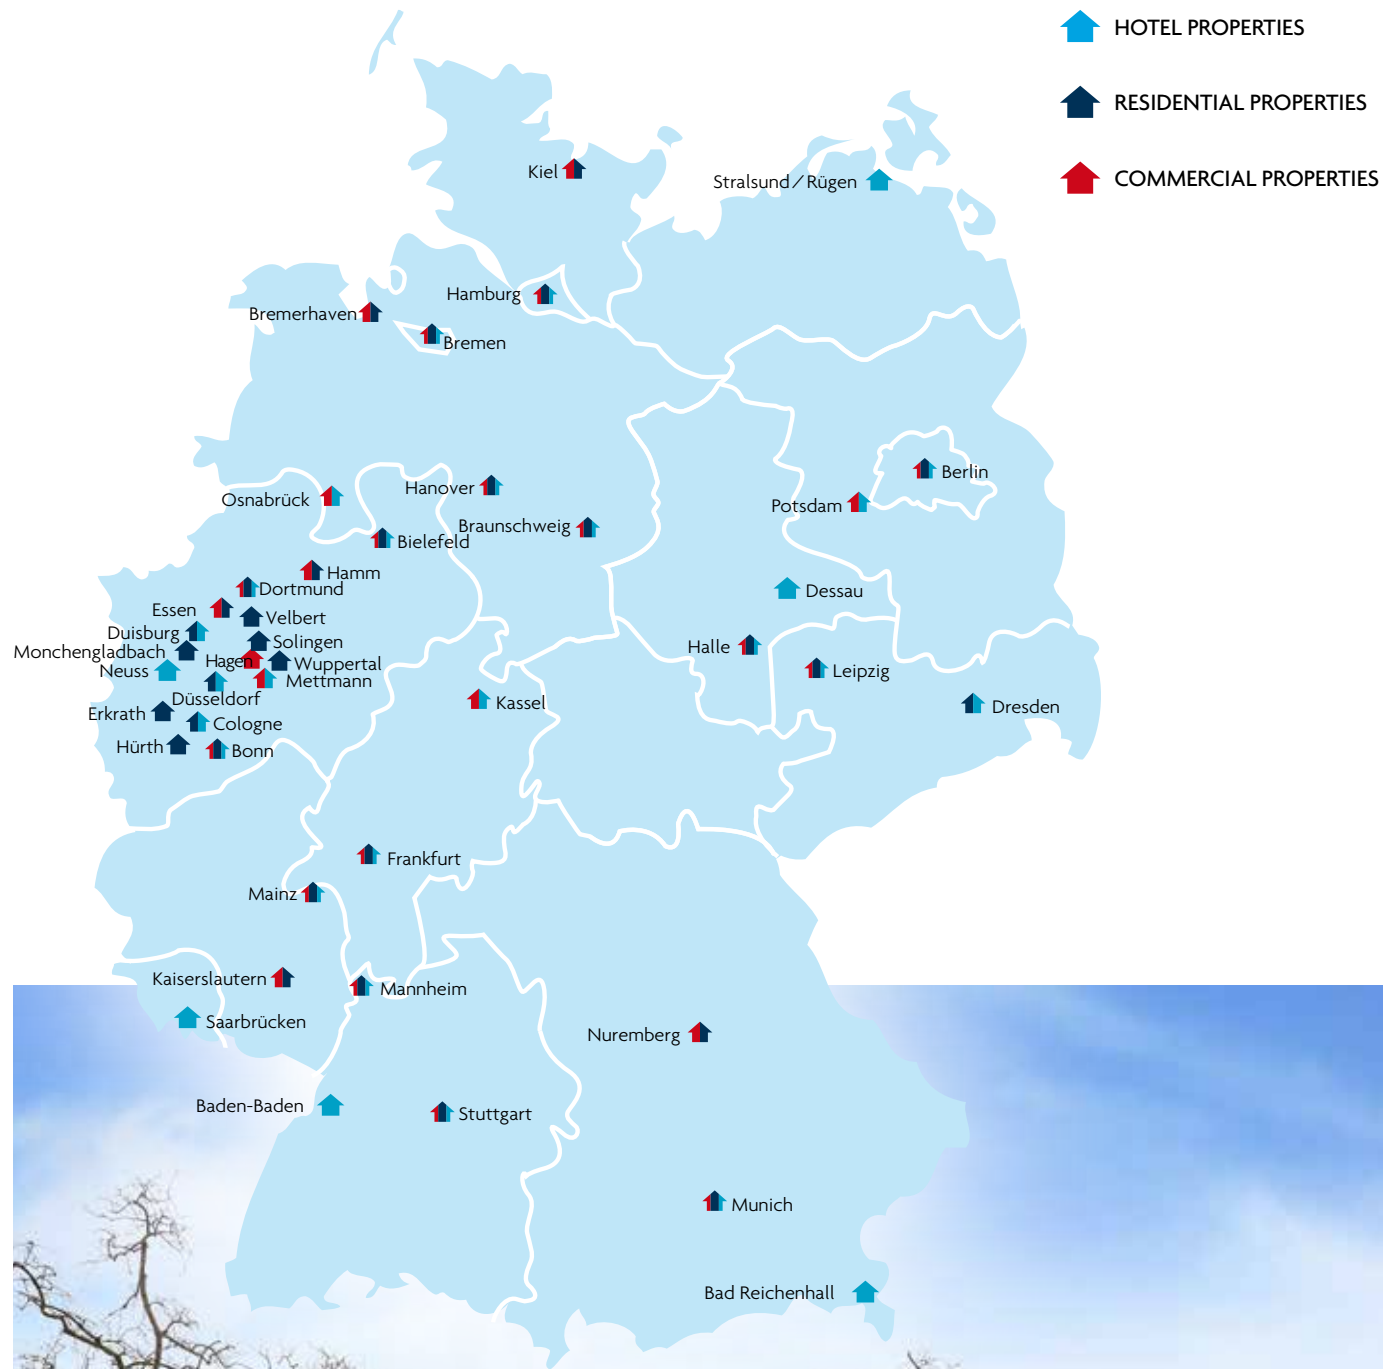 HOTEL PROPERTIES
RESIDENTIAL PROPERTIES
COMMERCIAL PROPERTIES
Kiel
Stralsund/Rügen
Hamburg
Bremerhaven
Bremen
Berlin
Hanover
Osnabrück
Potsdam
Braunschweig
Bielefeld
Hamm
Dortmund
Dessau
Essen
Velbert
Duisburg
Solingen
Halle
Monchengladbach
Hagen
Wuppertal
Neuss
Leipzig
Mettmann
Düsseldorf
Kassel
Dresden
Erkrath
Cologne
Hürth
Bonn
Frankfurt
Mainz
Kaiserslautern
Mannheim
Saarbrücken
Nuremberg
Baden-Baden
Stuttgart
Munich
Bad Reichenhall